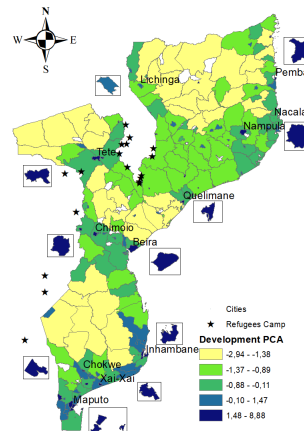 N
W E
S
Lichinga
Pemba
Nacala
Nampula
Tete
Quelimane
Chimoio
Beira
Inhambane
Chokwe
Xai-Xai
Maputo
Cities
Refugees Camp
Development PCA
-2,94 - -1,38
-1,37 - -0,89
-0,88 - -0,11
-0,10 - 1,47
1,48 - 8,88